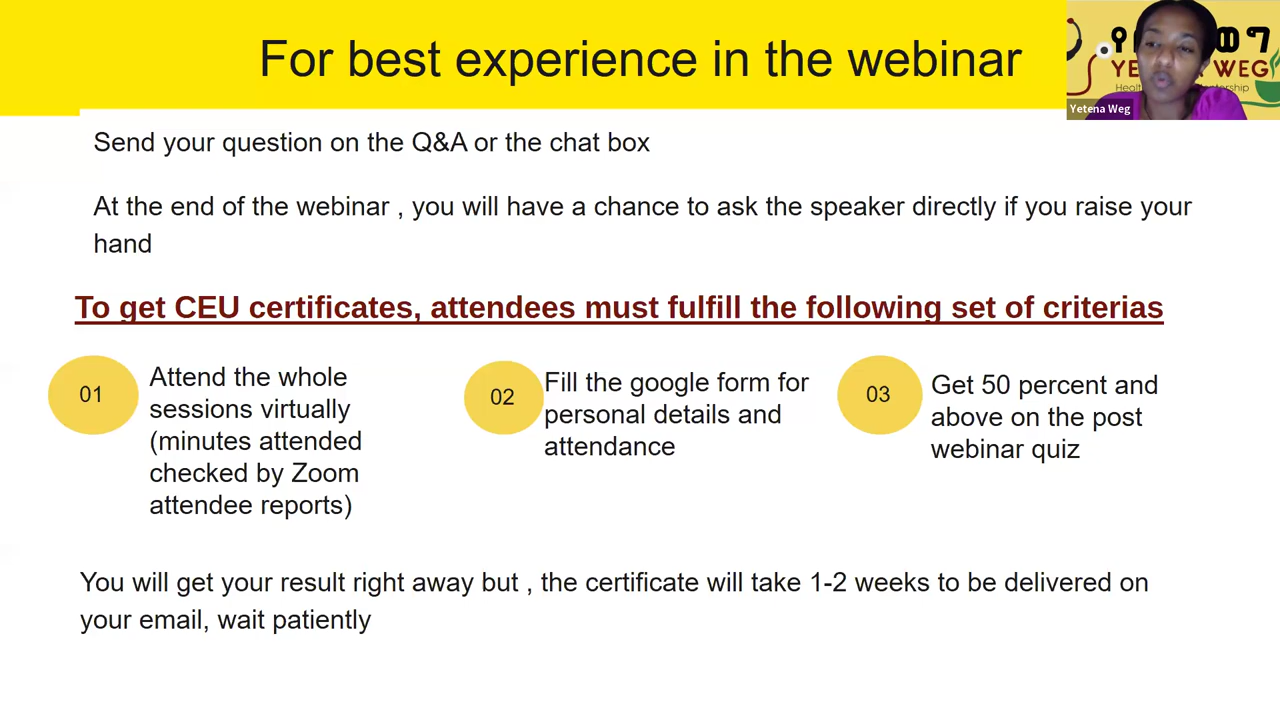 For best experience in the webinar
YE
WEG
Heal
ership
Yetena Weg
Send your question on the Q&A or the chat box
At the end of the webinar , you will have a chance to ask the speaker directly if you raise your
hand
To get CEU certificates, attendees must fulfill the following set of criterias
01
Attend the whole
sessions virtually
(minutes attended
checked by Zoom
attendee reports)
02
Fill the google form for
personal details and
attendance
03
Get 50 percent and
above on the post
webinar quiz
You will get your result right away but , the certificate will take 1-2 weeks to be delivered on
your email, wait patiently